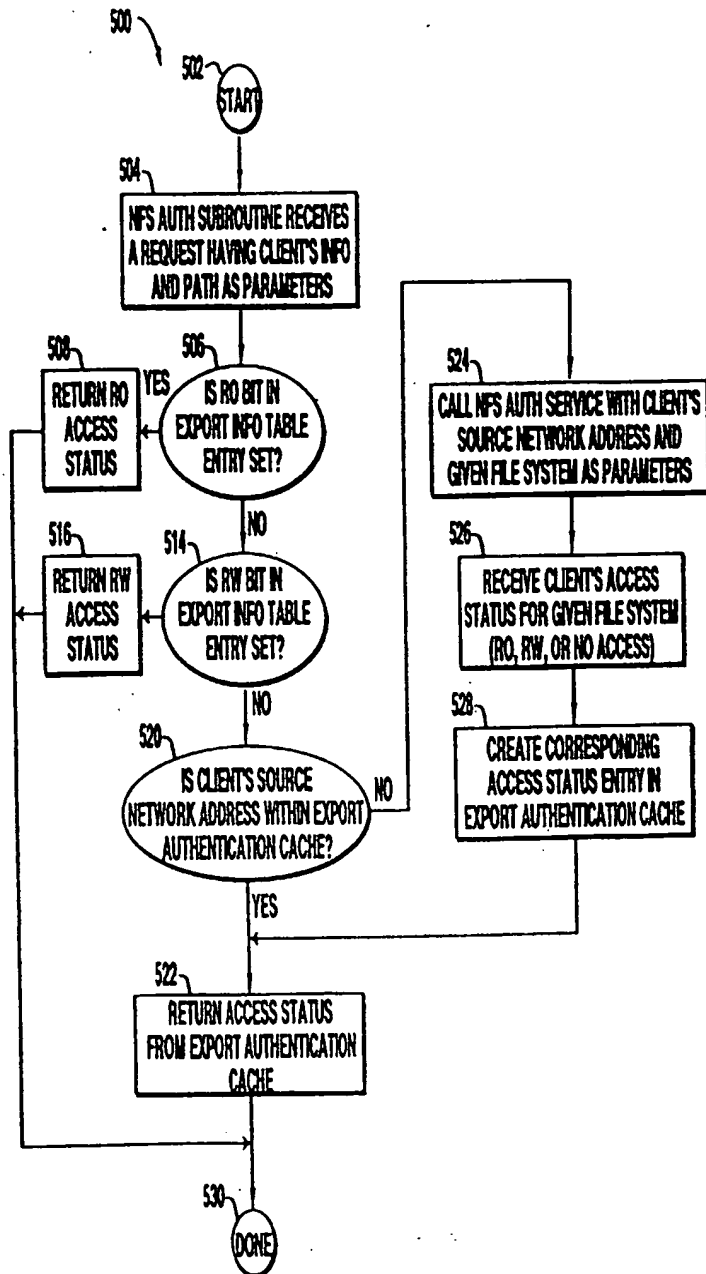 500
502
START
504
NFS AUTH SUBROUTINE RECEIVES
A REQUEST HAVING CLIENT'S INFO
AND PATH AS PARAMETERS
506
IS RO BIT IN
EXPORT INFO TABLE
ENTRY SET?
YES
508
RETURN RO
ACCESS
STATUS
NO
514
IS RW BIT IN
EXPORT INFO TABLE
ENTRY SET?
516
RETURN RW
ACCESS
STATUS
NO
520
IS CLIENT'S SOURCE
NETWORK ADDRESS WITHIN EXPORT
AUTHENTICATION CACHE?
NO
YES
524
CALL NFS AUTH SERVICE WITH CLIENT'S
SOURCE NETWORK ADDRESS AND
GIVEN FILE SYSTEM AS PARAMETERS
526
RECEIVE CLIENT'S ACCESS
STATUS FOR GIVEN FILE SYSTEM
(RO, RW, OR NO ACCESS)
528
CREATE CORRESPONDING
ACCESS STATUS ENTRY IN
EXPORT AUTHENTICATION CACHE
522
RETURN ACCESS STATUS
FROM EXPORT AUTHENTICATION
CACHE
530
DONE